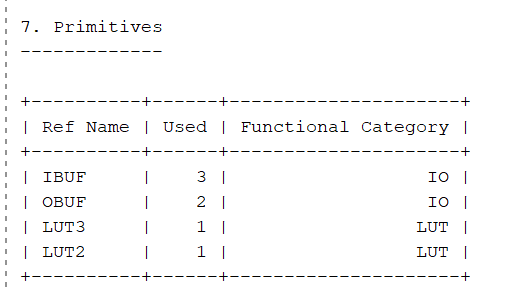 7. Primitives
-------------
+----------+------+---------------------+
| Ref Name | Used | Functional Category |
+----------+------+---------------------+
| IBUF     |    3 |                  IO |
| OBUF     |    2 |                  IO |
| LUT3     |    1 |                 LUT |
| LUT2     |    1 |                 LUT |
+----------+------+---------------------+